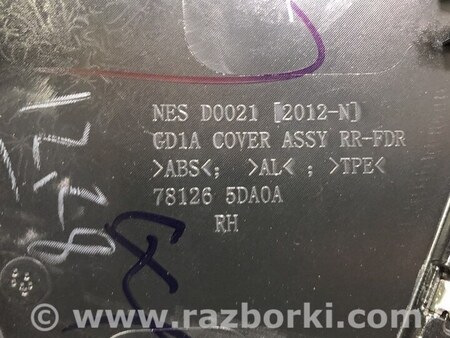 NES D0021 [2012-N]
GD1A COVER ASSY RR-FDR
>ABS<; >AL< ; >TPE<
78126 5DA0A
RH
© www.razborki.com